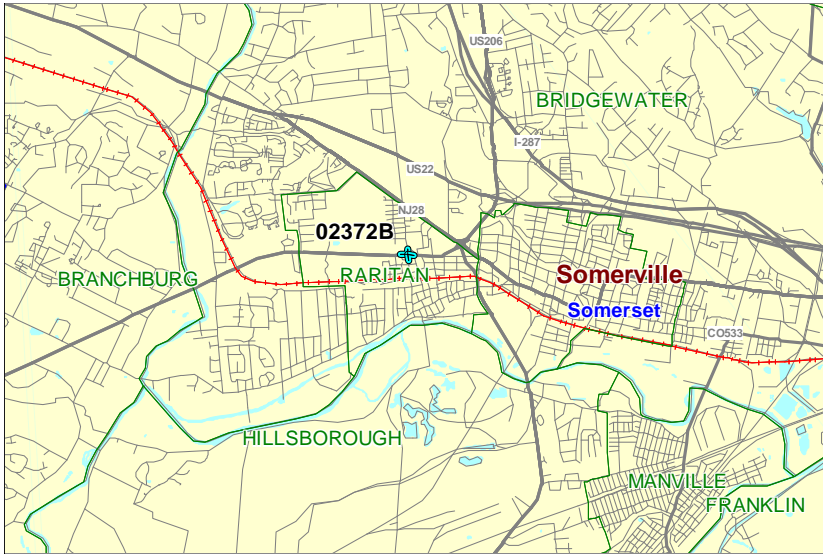 US206
BRIDGEWATER
I-287
US22
NJ28
02372B
BRANCHBURG
RARITAN
Somerville
Somerset
CO533
HILLSBOROUGH
MANVILLE
FRANKLIN